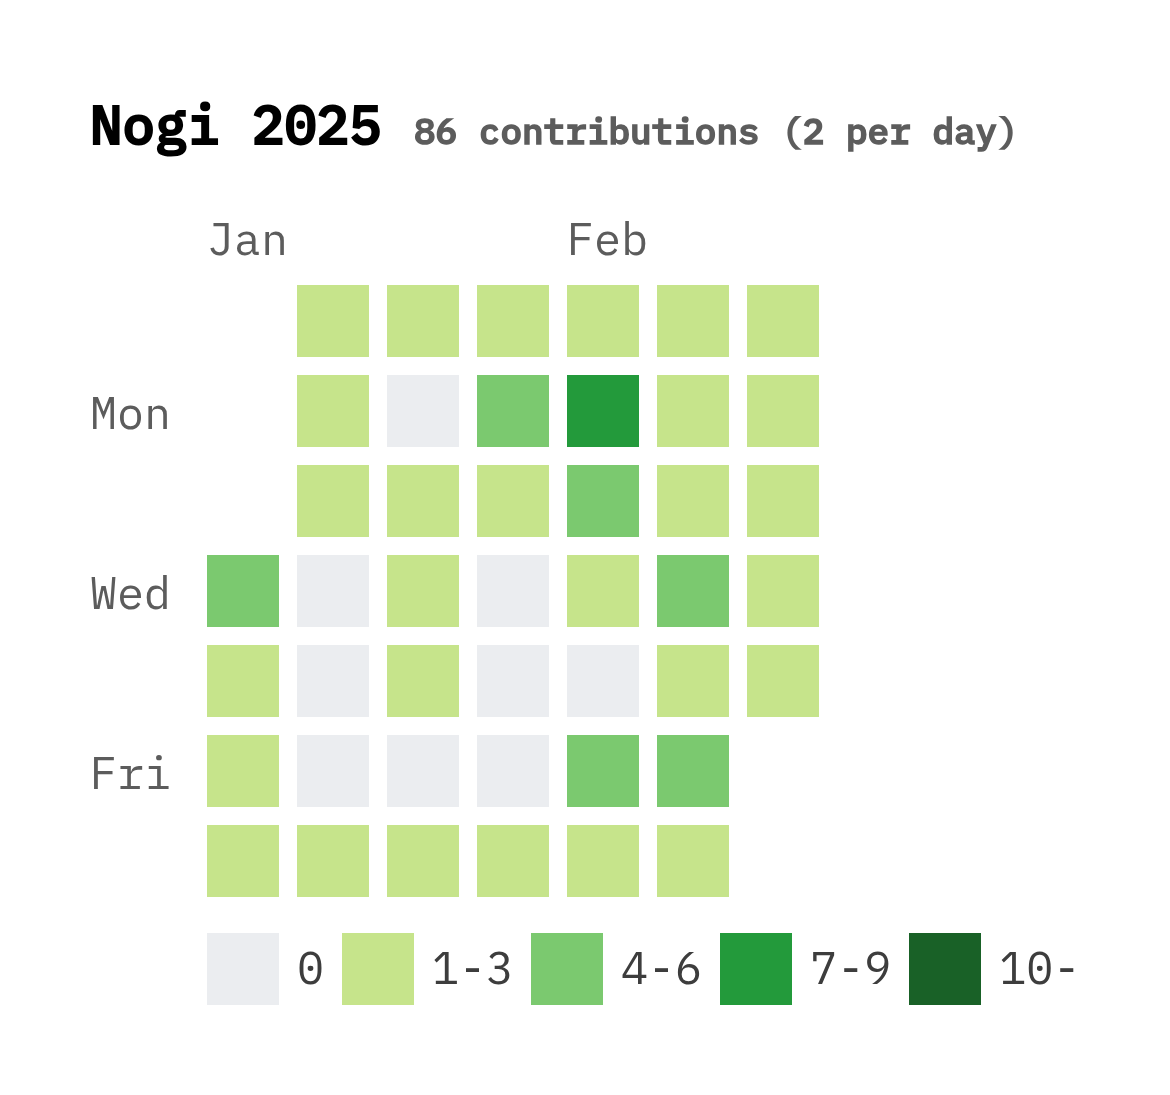 Nogi 2025 86 contributions (2 per day)
Jan Feb
Mon
Wed
Fri
0 1-3 4-6 7-9 10-